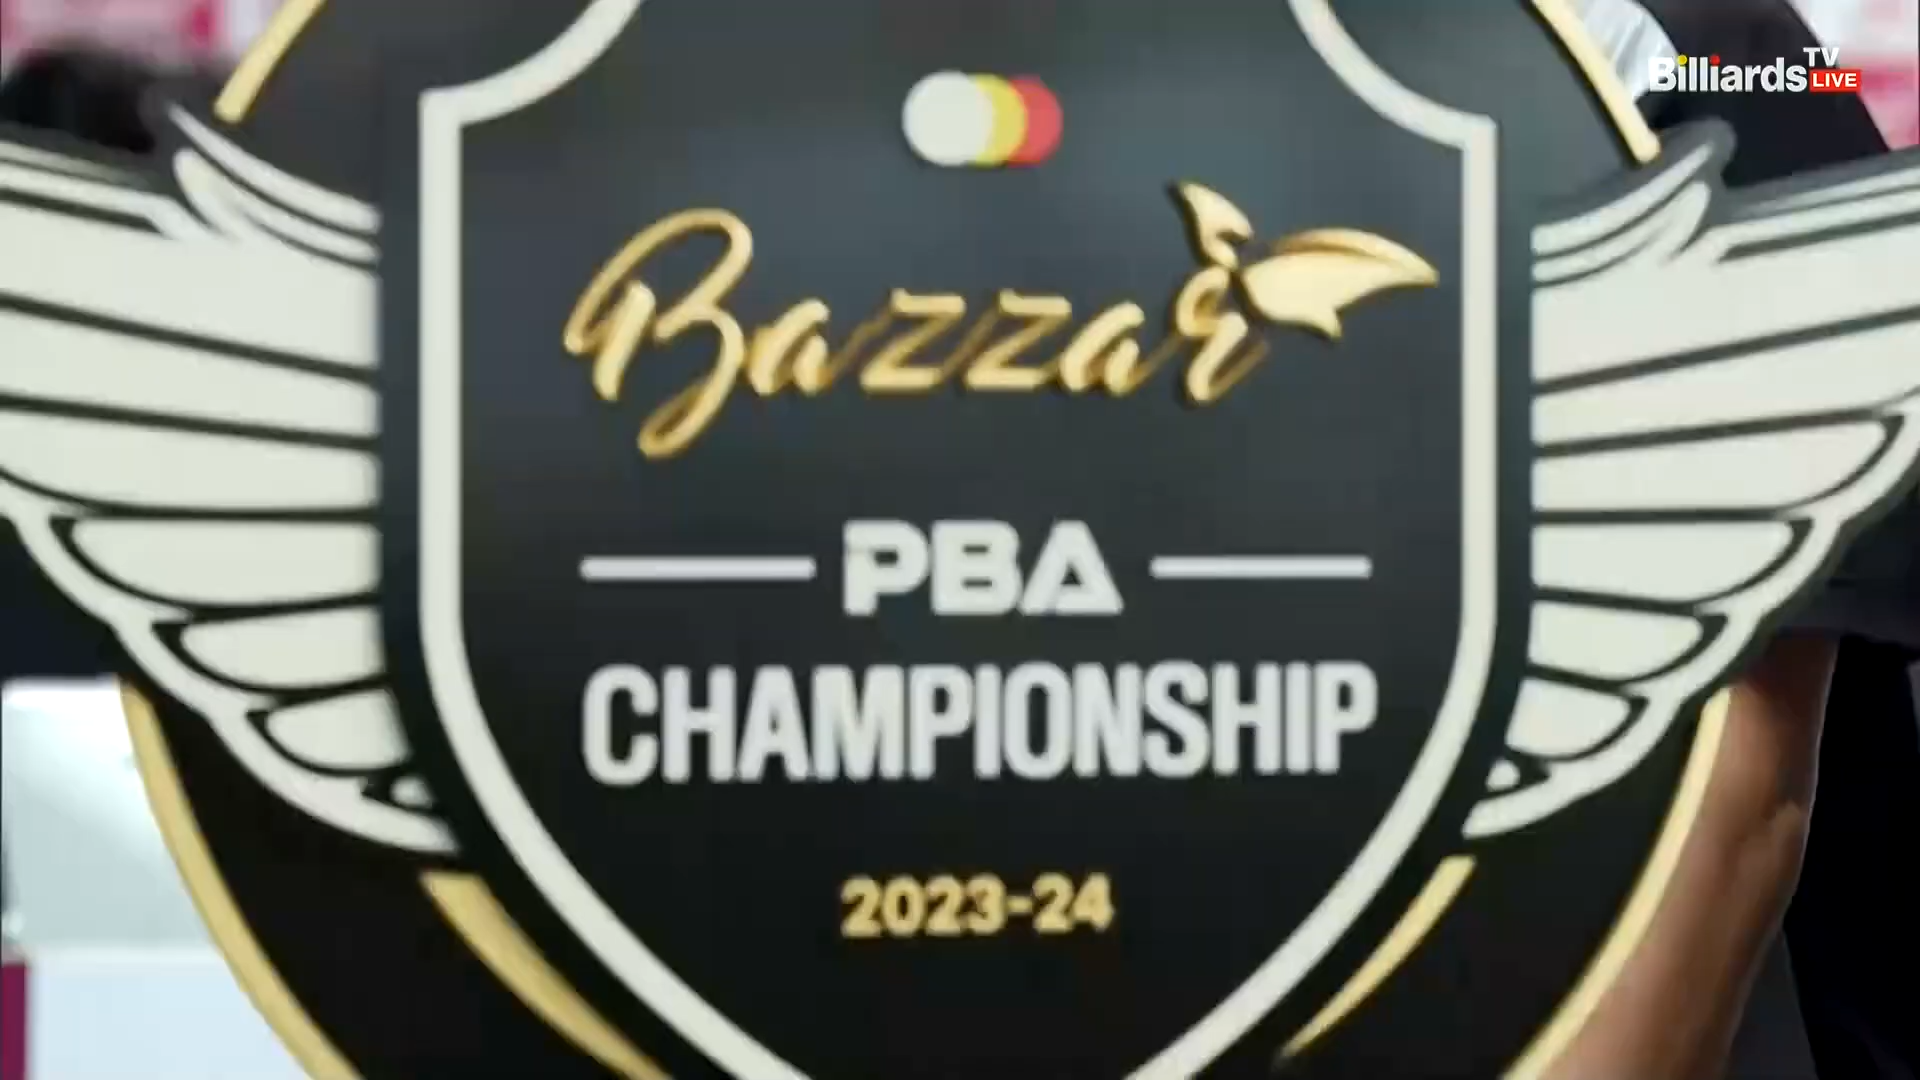 Billiards TV
LIVE
Bazzar
PBA
CHAMPIONSHIP
2023-24